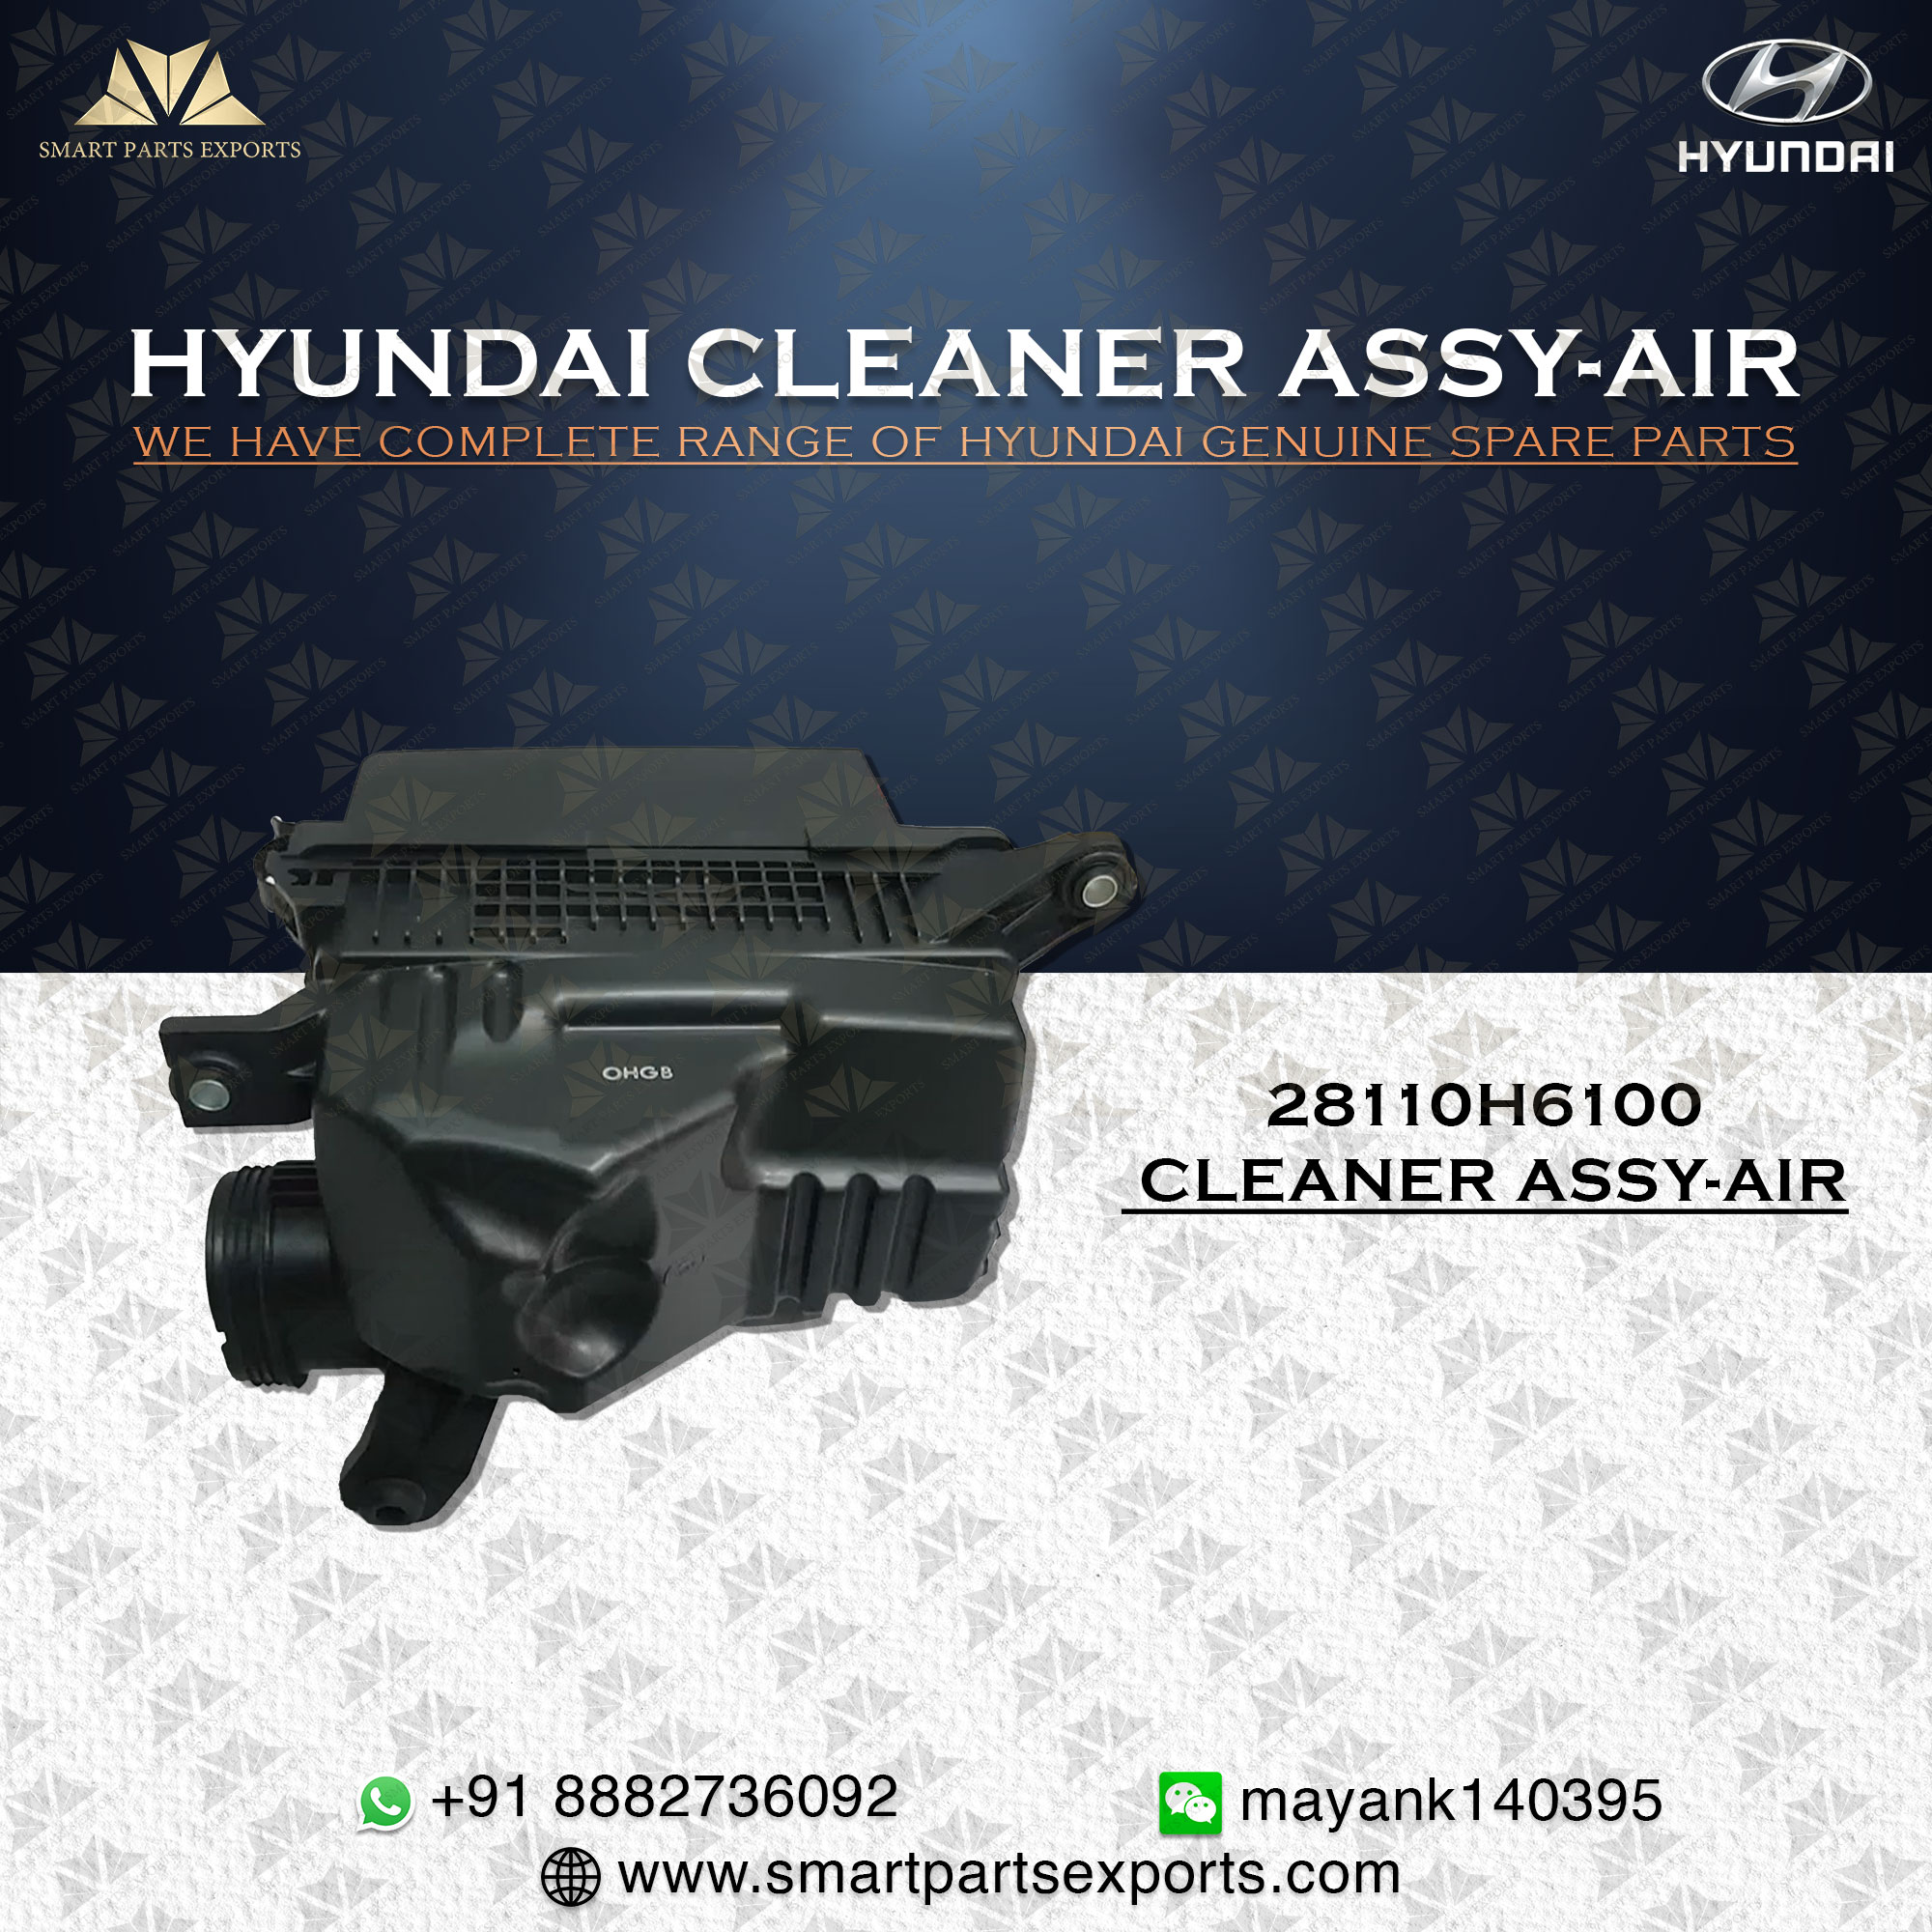 SMART PARTS EXPORTS
HYUNDAI
HYUNDAI CLEANER ASSY-AIR
WE HAVE COMPLETE RANGE OF HYUNDAI GENUINE SPARE PARTS
OHGB
28110H6100
CLEANER ASSY-AIR
+91 8882736092
mayank140395
www.smartpartsexports.com